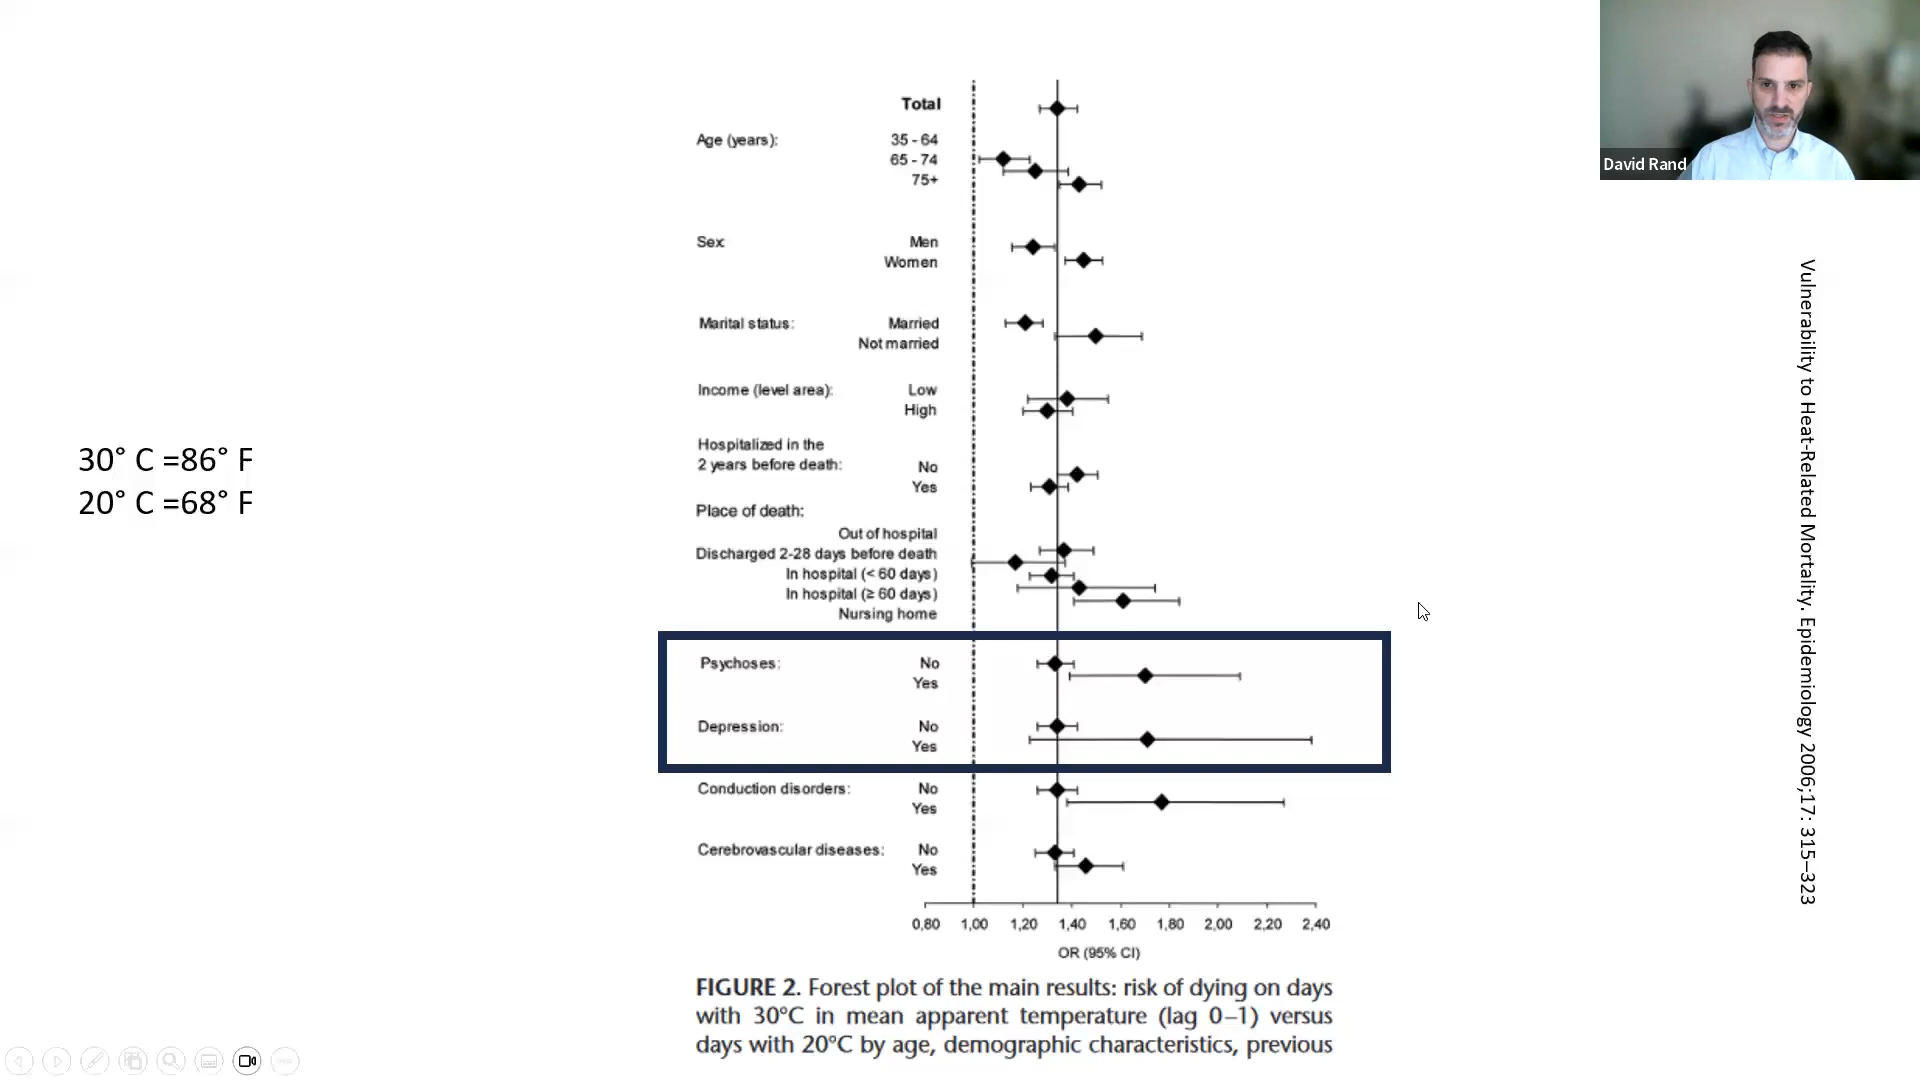 David Rand
Total
Age (years):
35 - 64
65 - 74
75+
Sex:
Men
Women
Marital status:
Married
Not married
Income (level area):
Low
High
Hospitalized in the
2 years before death:
No
Yes
Place of death:
Out of hospital
Discharged 2-28 days before death
In hospital (< 60 days)
In hospital (≥ 60 days)
Nursing home
Psychoses:
No
Yes
Depression:
No
Yes
Conduction disorders:
No
Yes
Cerebrovascular diseases:
No
Yes
0,80 1,00 1,20 1,40 1,60 1,80 2,00 2,20 2,40
OR (95% CI)
FIGURE 2. Forest plot of the main results: risk of dying on days
with 30°C in mean apparent temperature (lag 0–1) versus
days with 20°C by age, demographic characteristics, previous
30° C =86° F
20° C =68° F
Vulnerability to Heat-Related Mortality. Epidemiology 2006;17: 315–323